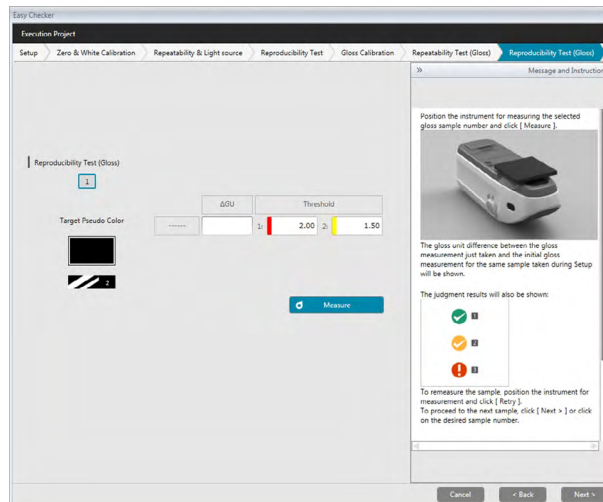 Easy Checker
Execution Project
Setup Zero & White Calibration Repeatability & Light source Reproducibility Test Gloss Calibration Repeatability Test (Gloss) Reproducibility Test (Gloss)
» Message and Instruction
Reproducibility Test (Gloss)
1
Target Pseudo Color
2
ΔGU Threshold
------ 1: 2.00 2: 1.50
Measure
Position the instrument for measuring the selected
gloss sample number and click [ Measure ].
The gloss unit difference between the gloss
measurement just taken and the initial gloss
measurement for the same sample taken during Setup
will be shown.
The judgment results will also be shown:
1
2
3
To remeasure the sample, position the instrument for
measurement and click [ Retry ].
To proceed to the next sample, click [ Next > ] or click
on the desired sample number.
Cancel < Back Next >